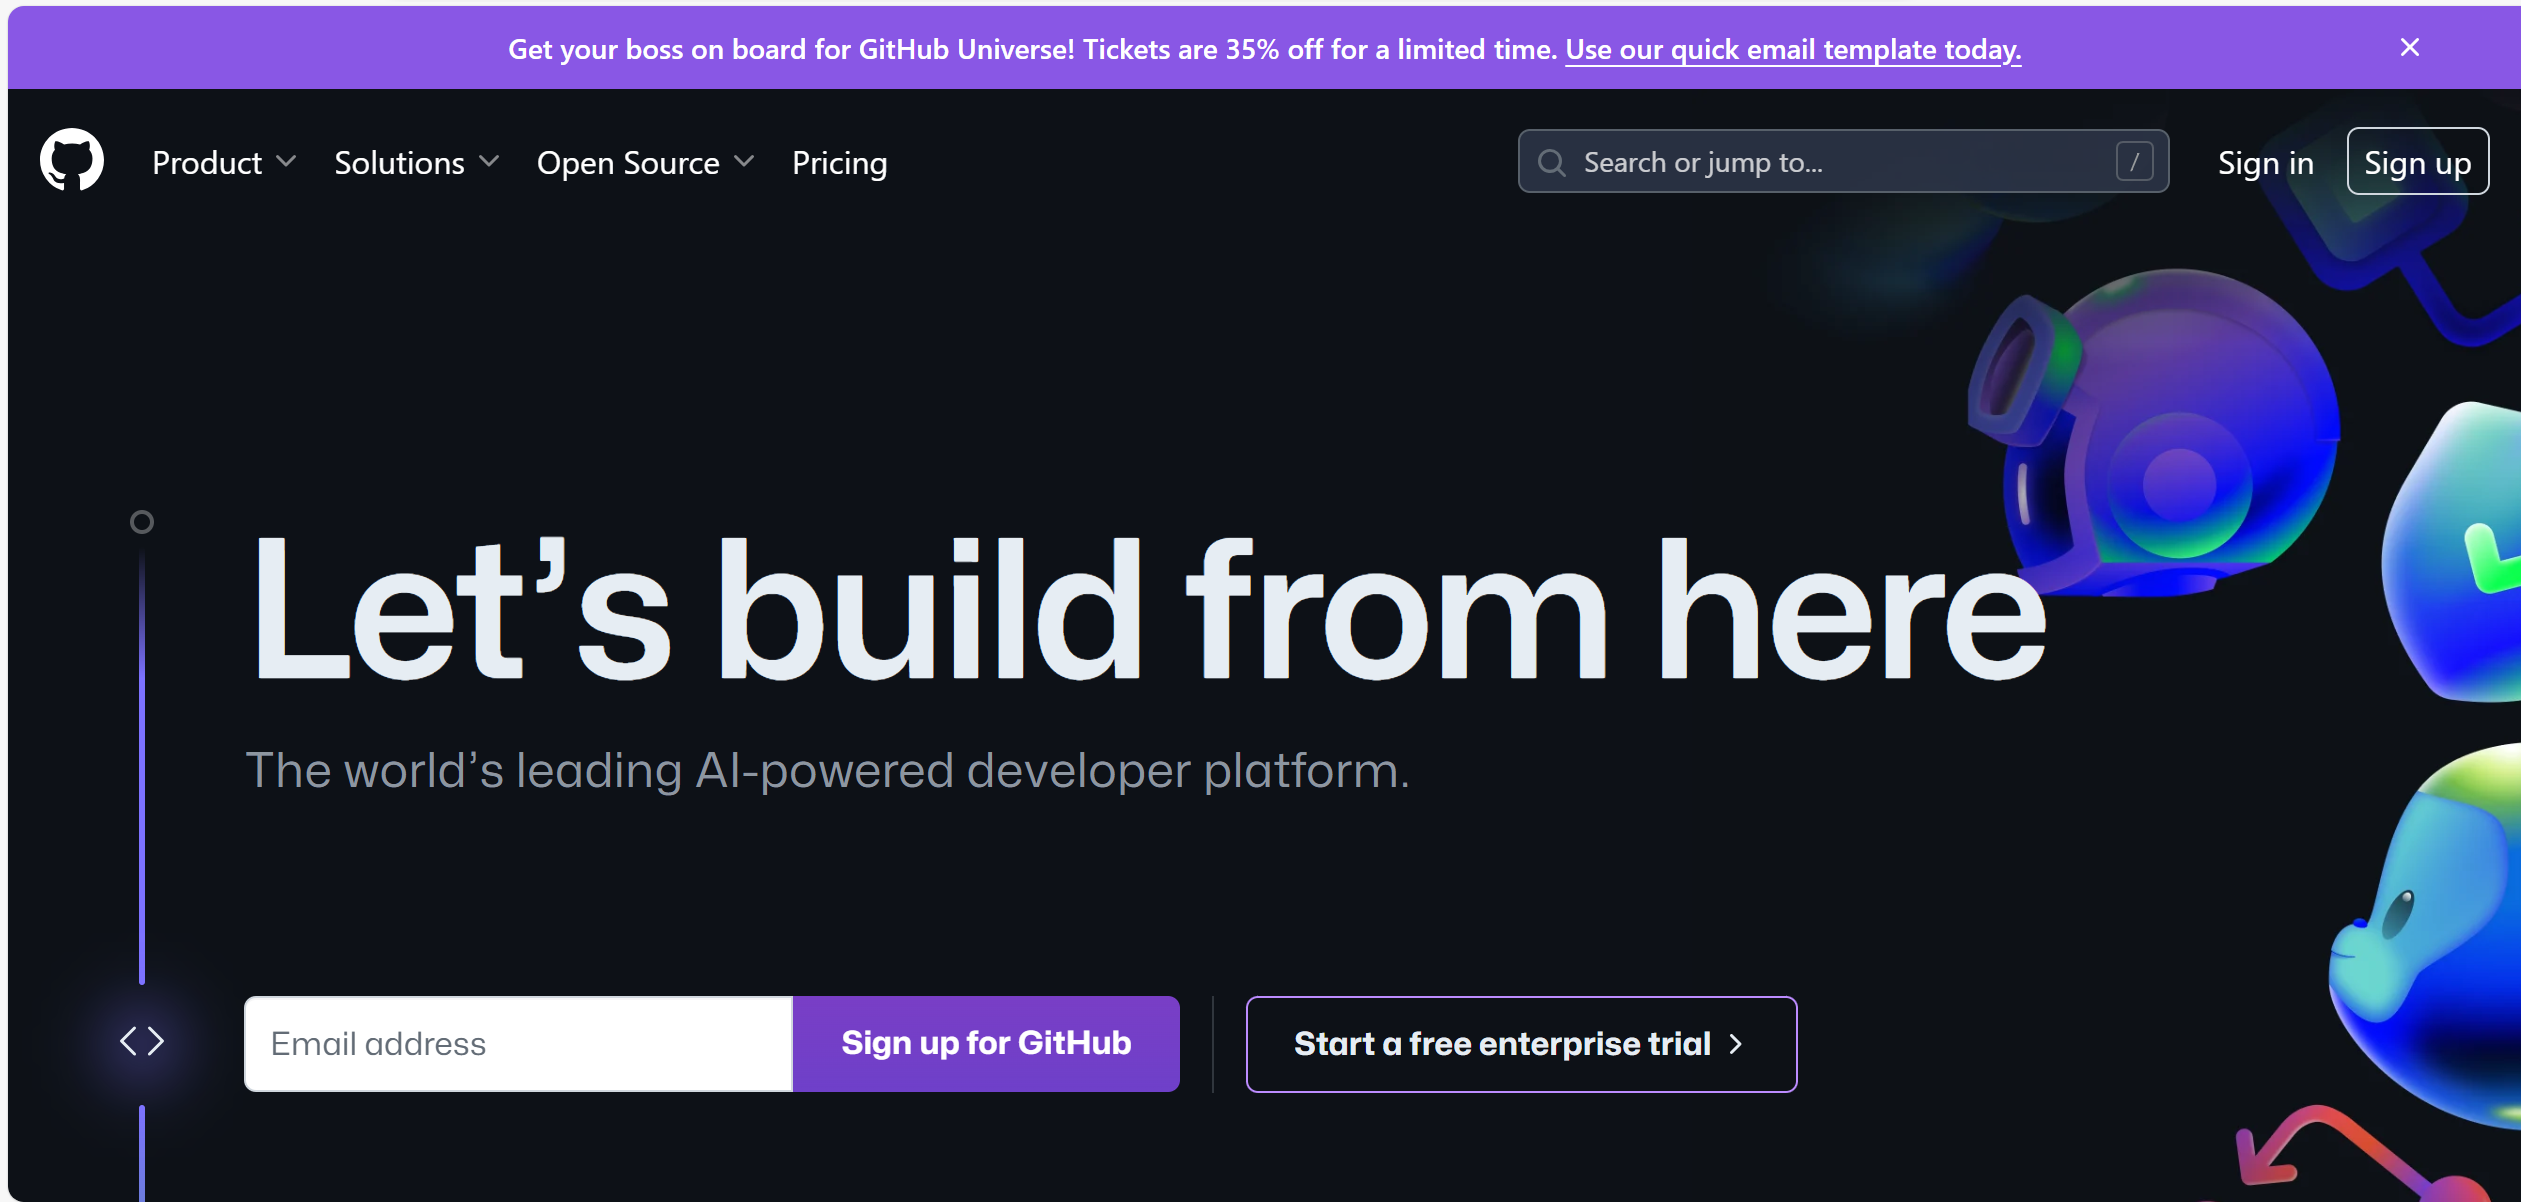 Get your boss on board for GitHub Universe! Tickets are 35% off for a limited time. Use our quick email template today.
Product Solutions Open Source Pricing Search or jump to... / Sign in Sign up
Let’s build from here
The world’s leading AI-powered developer platform.
Email address Sign up for GitHub Start a free enterprise trial